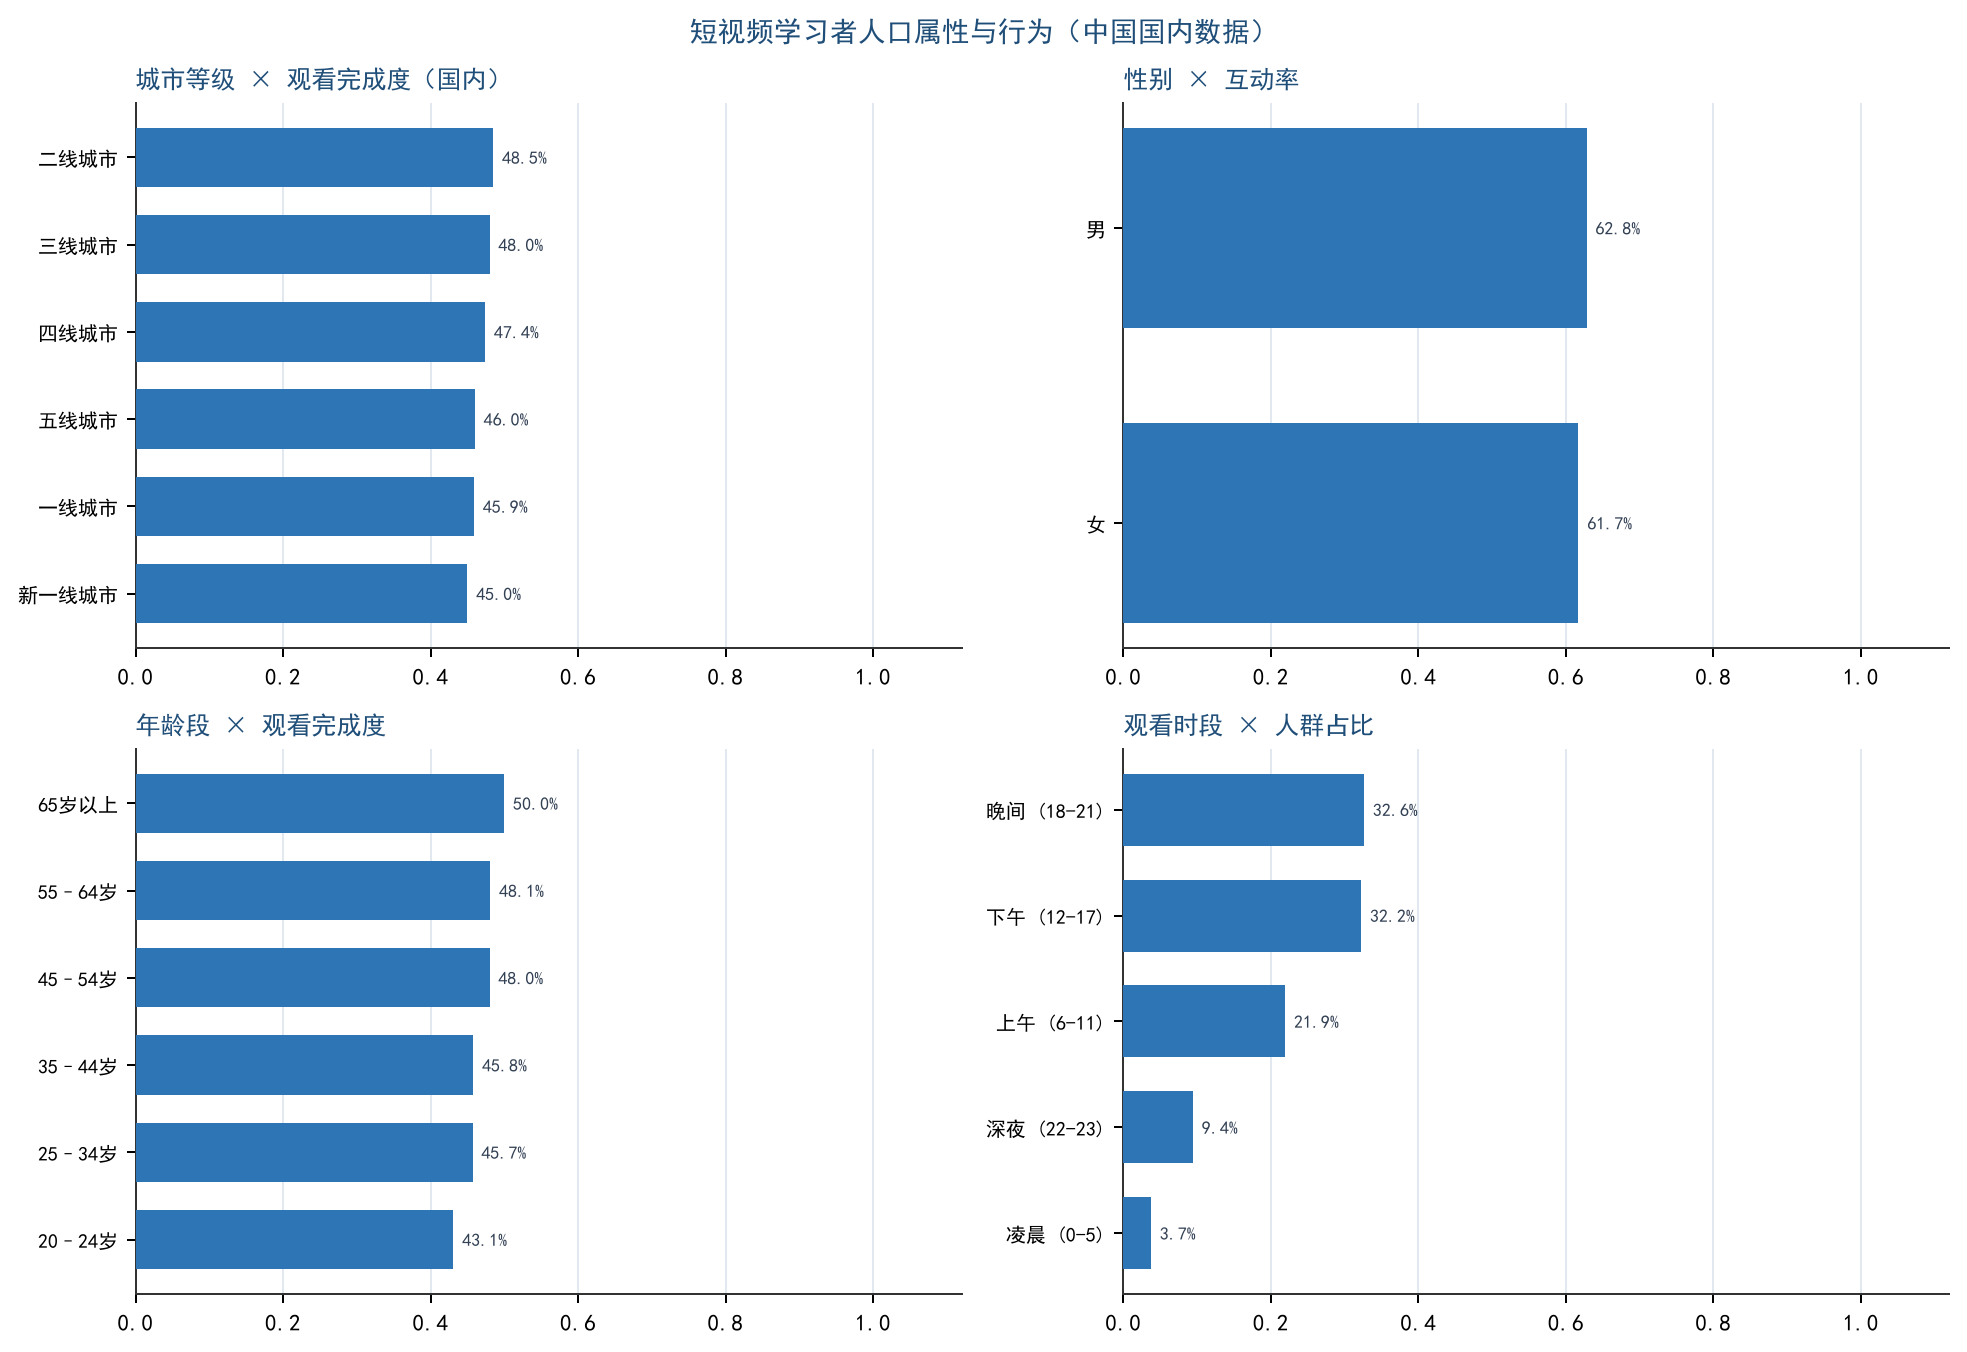 短视频学习者人口属性与行为（中国国内数据）
城市等级 × 观看完成度（国内）
二线城市 48.5%
三线城市 48.0%
四线城市 47.4%
五线城市 46.0%
一线城市 45.9%
新一线城市 45.0%
0.0 0.2 0.4 0.6 0.8 1.0
性别 × 互动率
男 62.8%
女 61.7%
0.0 0.2 0.4 0.6 0.8 1.0
年龄段 × 观看完成度
65岁以上 50.0%
55–64岁 48.1%
45–54岁 48.0%
35–44岁 45.8%
25–34岁 45.7%
20–24岁 43.1%
0.0 0.2 0.4 0.6 0.8 1.0
观看时段 × 人群占比
晚间（18-21） 32.6%
下午（12-17） 32.2%
上午（6-11） 21.9%
深夜（22-23） 9.4%
凌晨（0-5） 3.7%
0.0 0.2 0.4 0.6 0.8 1.0